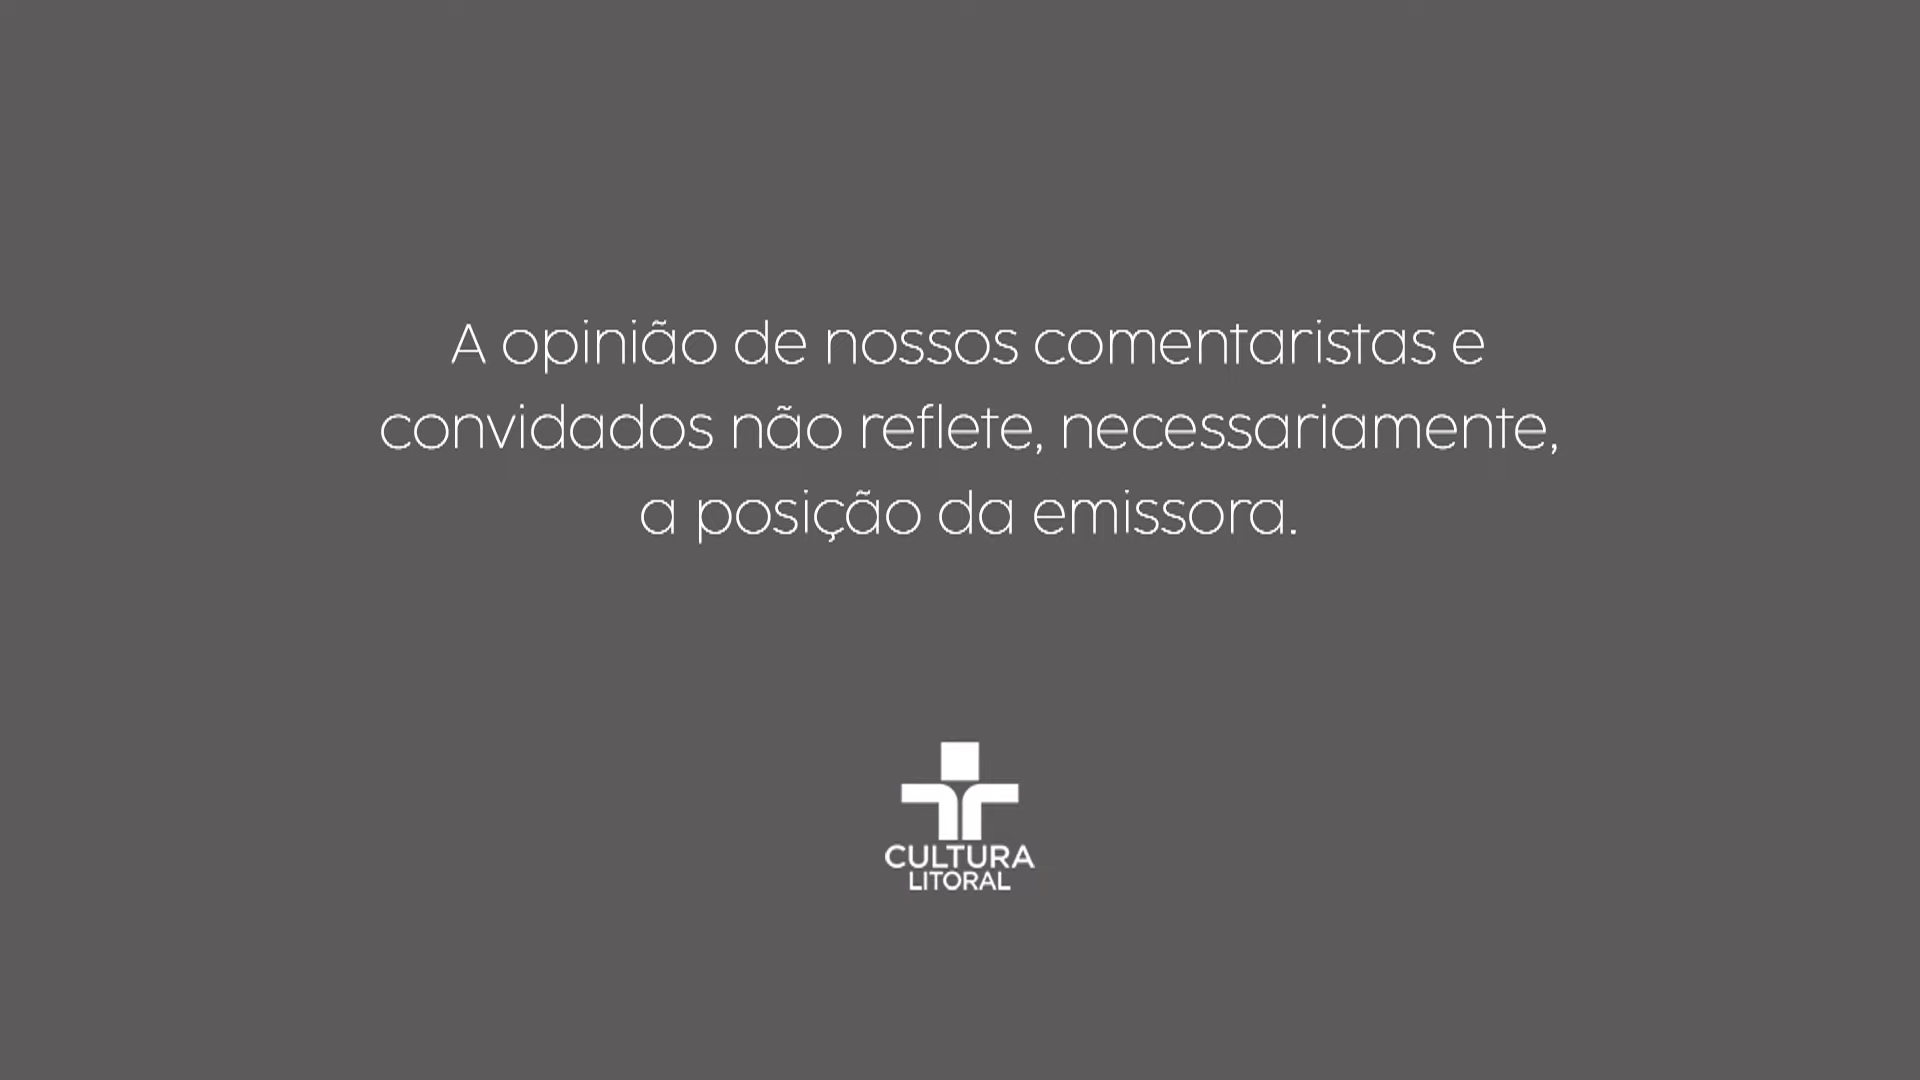 A opinião de nossos comentaristas e
convidados não reflete, necessariamente,
a posição da emissora.
CULTURA
LITORAL